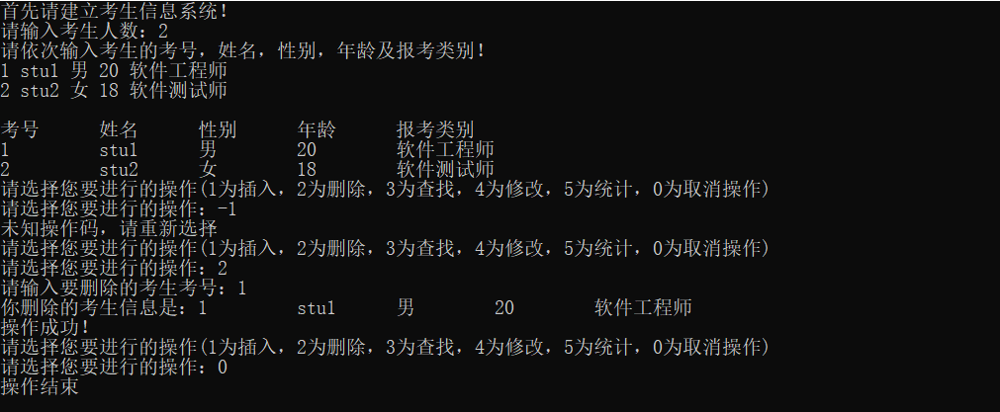 首先请建立考生信息系统！
请输入考生人数：2
请依次输入考生的考号，姓名，性别，年龄及报考类别！
1 stu1 男 20 软件工程师
2 stu2 女 18 软件测试师
考号 姓名 性别 年龄 报考类别
1 stu1 男 20 软件工程师
2 stu2 女 18 软件测试师
请选择您要进行的操作(1为插入，2为删除，3为查找，4为修改，5为统计，0为取消操作)
请选择您要进行的操作：-1
未知操作码，请重新选择
请选择您要进行的操作(1为插入，2为删除，3为查找，4为修改，5为统计，0为取消操作)
请选择您要进行的操作：2
请输入要删除的考生考号：1
你删除的考生信息是：1 stu1 男 20 软件工程师
操作成功！
请选择您要进行的操作(1为插入，2为删除，3为查找，4为修改，5为统计，0为取消操作)
请选择您要进行的操作：0
操作结束